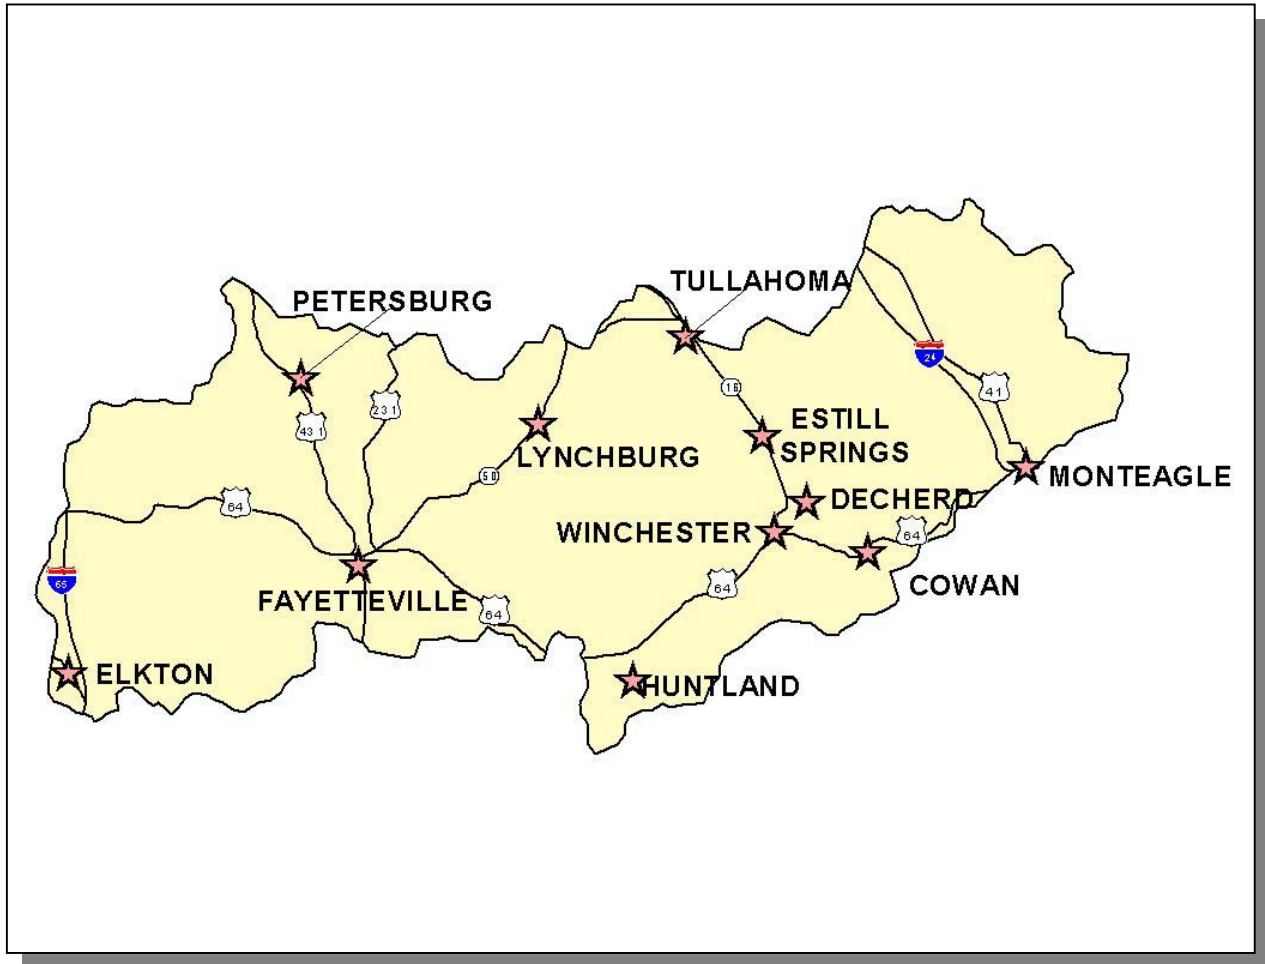 TULLAHOMA
PETERSBURG
24
16
41
231
ESTILL
SPRINGS
431
LYNCHBURG
50
MONTEAGLE
64
DECHERD
WINCHESTER
64
65
64
COWAN
FAYETTEVILLE
64
ELKTON
HUNTLAND